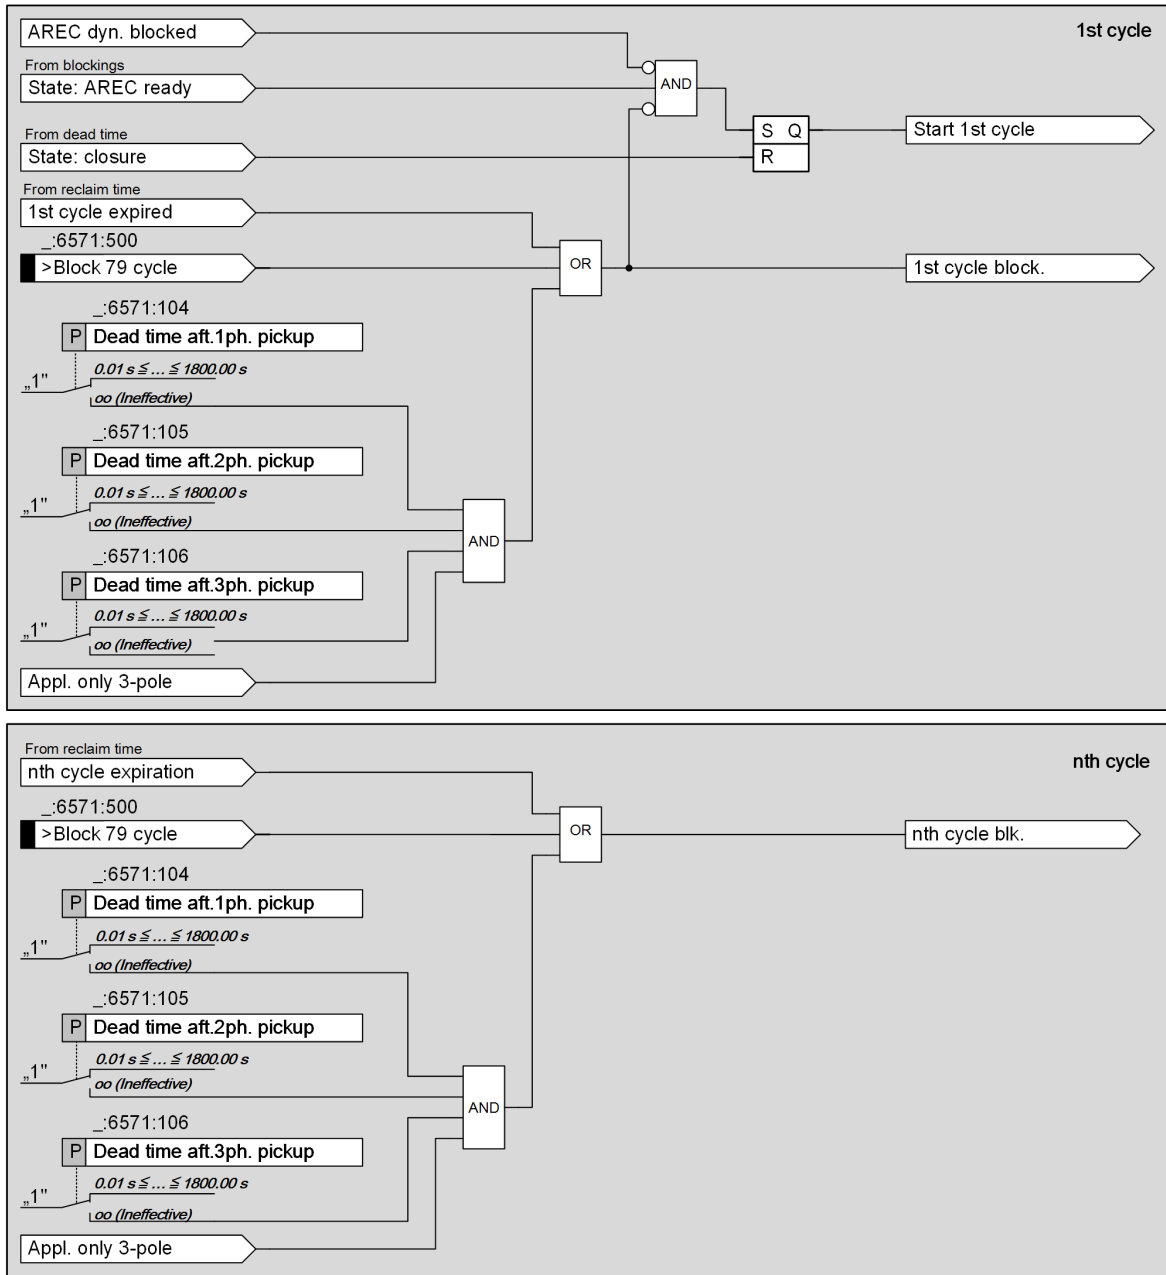 AREC dyn. blocked
1st cycle
From blockings
State: AREC ready
AND
From dead time
State: closure
S Q
R
Start 1st cycle
From reclaim time
1st cycle expired
_:6571:500
>Block 79 cycle
OR
1st cycle block.
_:6571:104
P Dead time aft.1ph. pickup
0.01 s ≦ ... ≦ 1800.00 s
„1"
oo (Ineffective)
_:6571:105
P Dead time aft.2ph. pickup
0.01 s ≦ ... ≦ 1800.00 s
„1"
oo (Ineffective)
AND
_:6571:106
P Dead time aft.3ph. pickup
0.01 s ≦ ... ≦ 1800.00 s
„1"
oo (Ineffective)
Appl. only 3-pole
From reclaim time
nth cycle expiration
nth cycle
_:6571:500
>Block 79 cycle
OR
nth cycle blk.
_:6571:104
P Dead time aft.1ph. pickup
0.01 s ≦ ... ≦ 1800.00 s
„1"
oo (Ineffective)
_:6571:105
P Dead time aft.2ph. pickup
0.01 s ≦ ... ≦ 1800.00 s
„1"
oo (Ineffective)
AND
_:6571:106
P Dead time aft.3ph. pickup
0.01 s ≦ ... ≦ 1800.00 s
„1"
oo (Ineffective)
Appl. only 3-pole